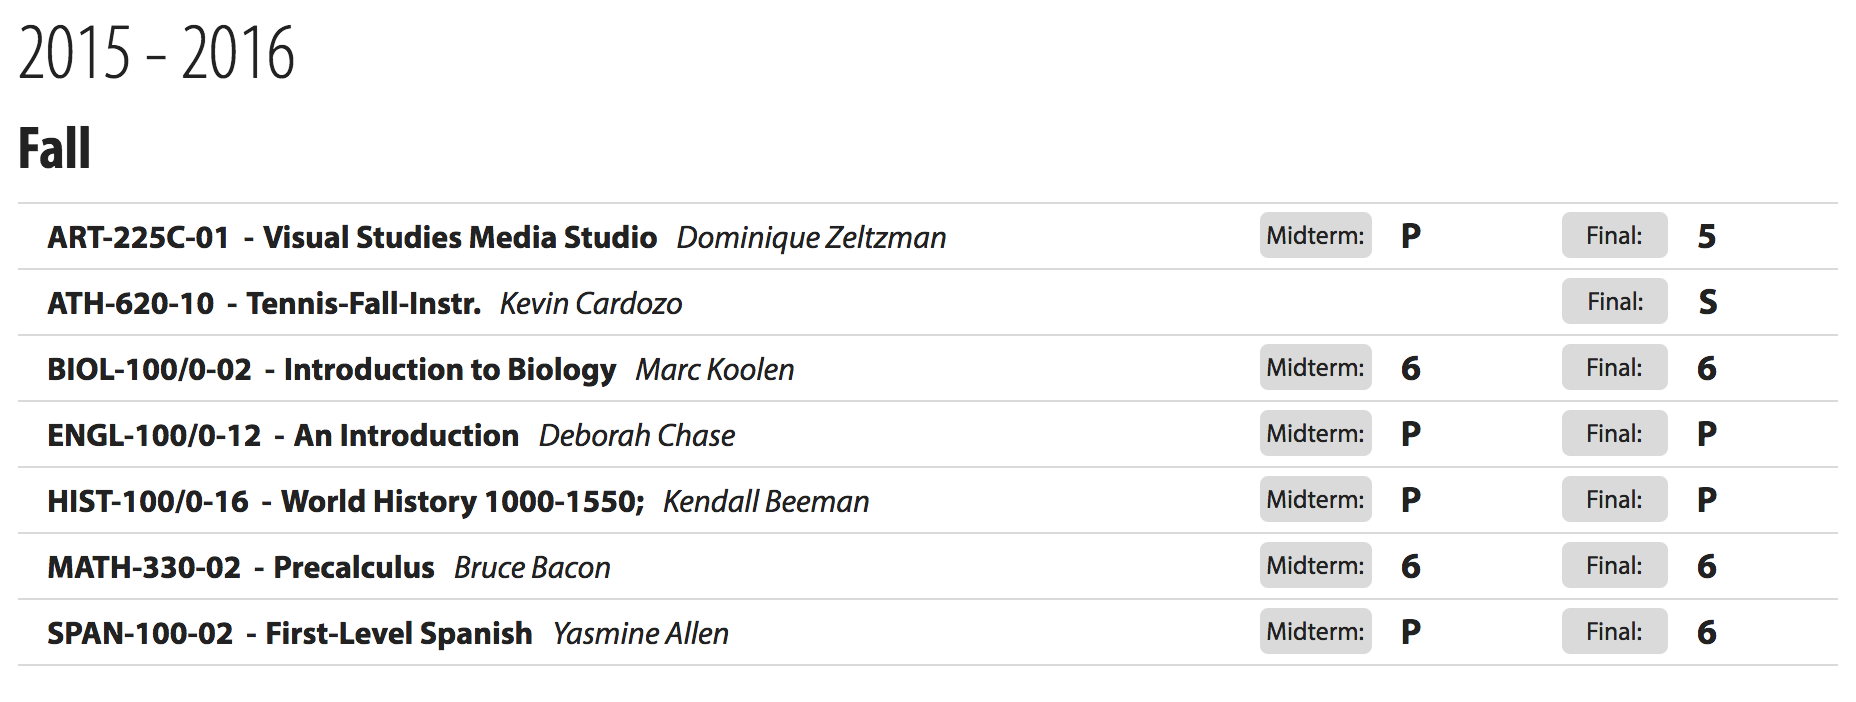 2015 - 2016
Fall
ART-225C-01 - Visual Studies Media Studio Dominique Zeltzman Midterm: P Final: 5
ATH-620-10 - Tennis-Fall-Instr. Kevin Cardozo Final: S
BIOL-100/0-02 - Introduction to Biology Marc Koolen Midterm: 6 Final: 6
ENGL-100/0-12 - An Introduction Deborah Chase Midterm: P Final: P
HIST-100/0-16 - World History 1000-1550; Kendall Beeman Midterm: P Final: P
MATH-330-02 - Precalculus Bruce Bacon Midterm: 6 Final: 6
SPAN-100-02 - First-Level Spanish Yasmine Allen Midterm: P Final: 6